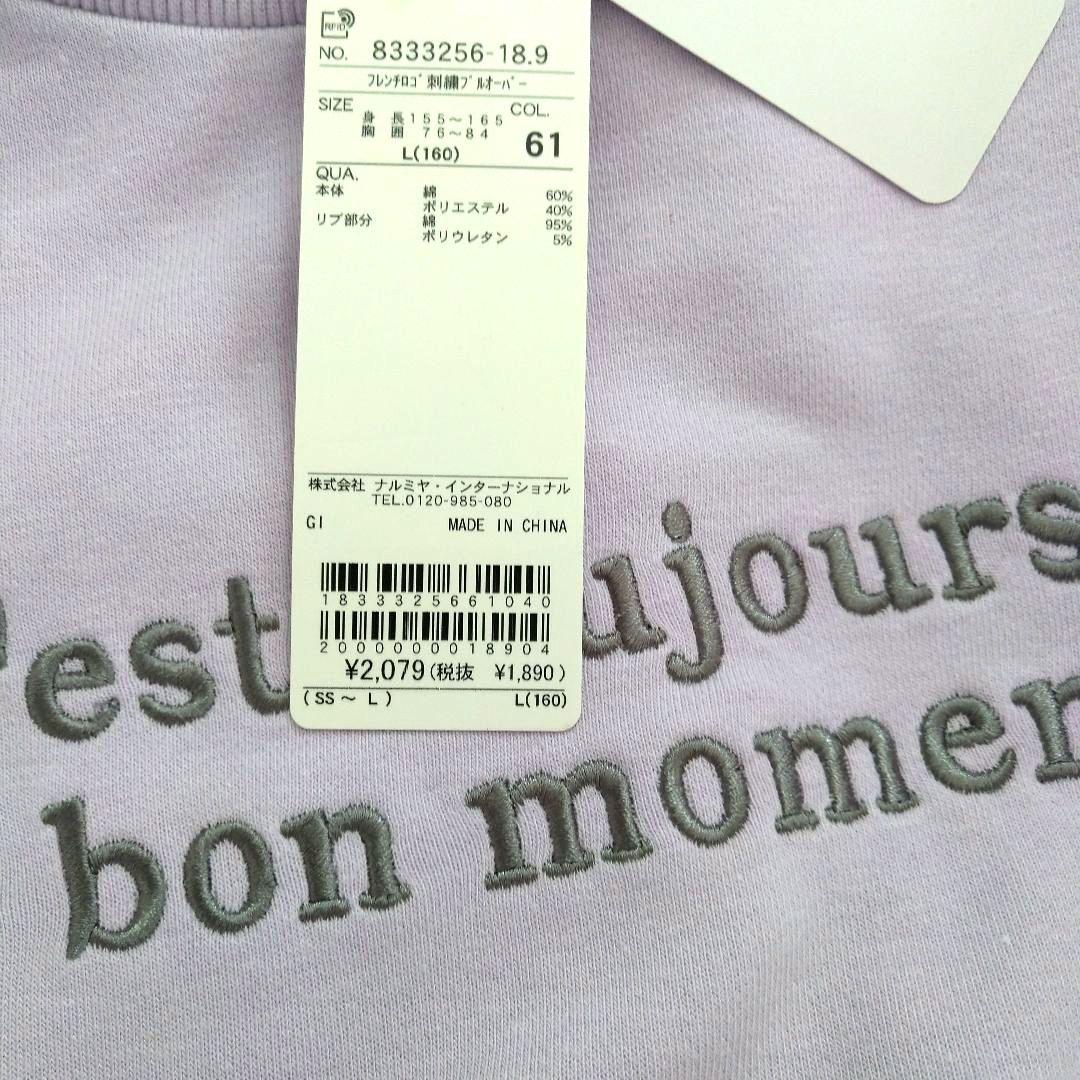 RFID
NO. 8333256-18.9
フレンチロゴ刺繍プルオーバー
SIZE COL.
身 長 155～165
胸 囲 76～84
L(160) 61
QUA.
本体 綿 60%
ポリエステル 40%
リブ部分 綿 95%
ポリウレタン 5%
株式会社 ナルミヤ・インターナショナル
TEL.0120-985-080
GI MADE IN CHINA
1833325661040
2000000018904
¥2,079(税抜 ¥1,890)
(SS～ L) L(160)
'est ujours
bon momen